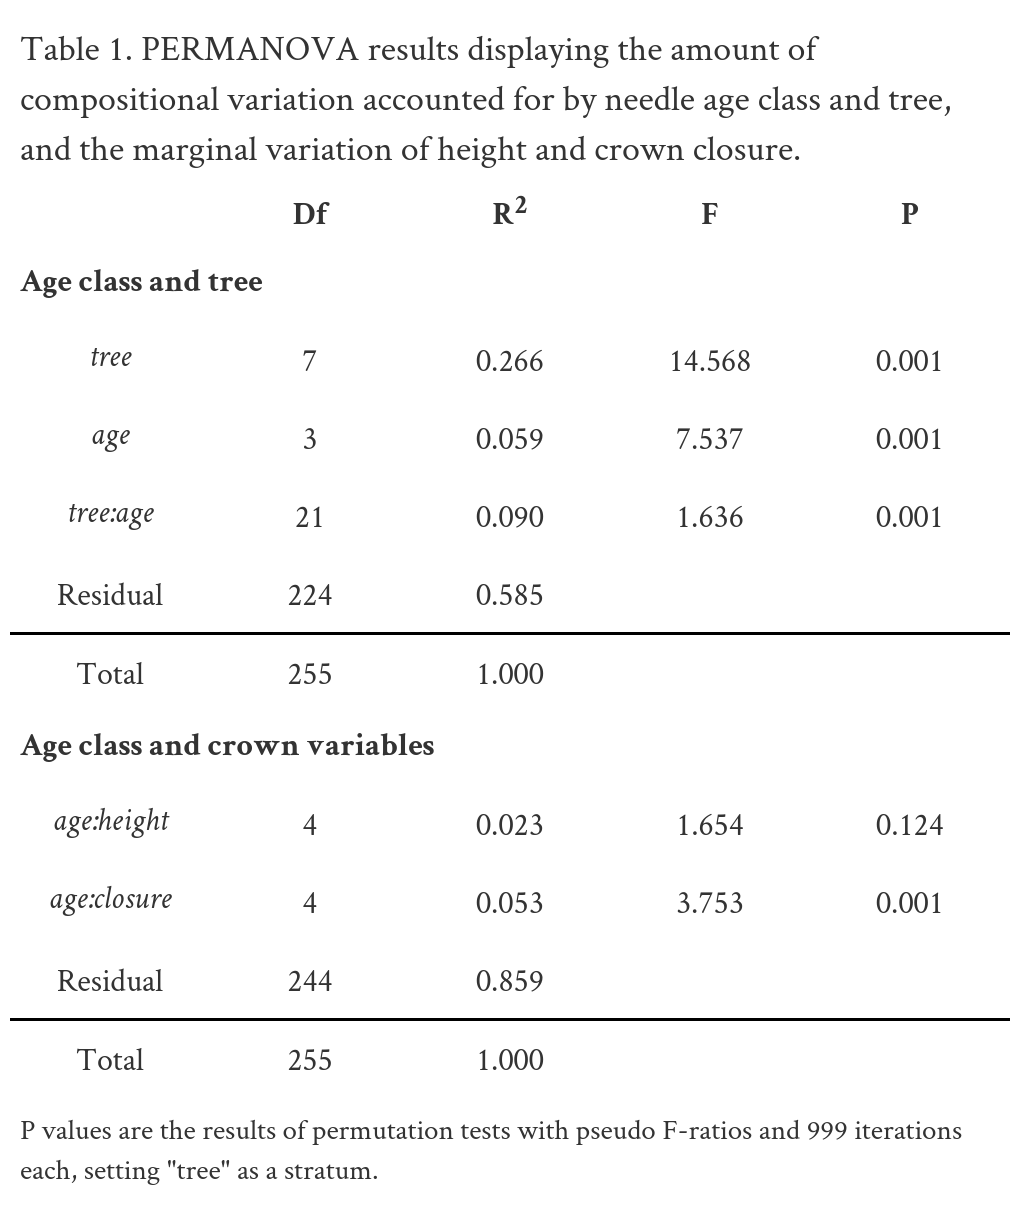 Table 1. PERMANOVA results displaying the amount of
compositional variation accounted for by needle age class and tree,
and the marginal variation of height and crown closure.
Df R² F P
Age class and tree
tree 7 0.266 14.568 0.001
age 3 0.059 7.537 0.001
tree:age 21 0.090 1.636 0.001
Residual 224 0.585
Total 255 1.000
Age class and crown variables
age:height 4 0.023 1.654 0.124
age:closure 4 0.053 3.753 0.001
Residual 244 0.859
Total 255 1.000
P values are the results of permutation tests with pseudo F-ratios and 999 iterations
each, setting "tree" as a stratum.